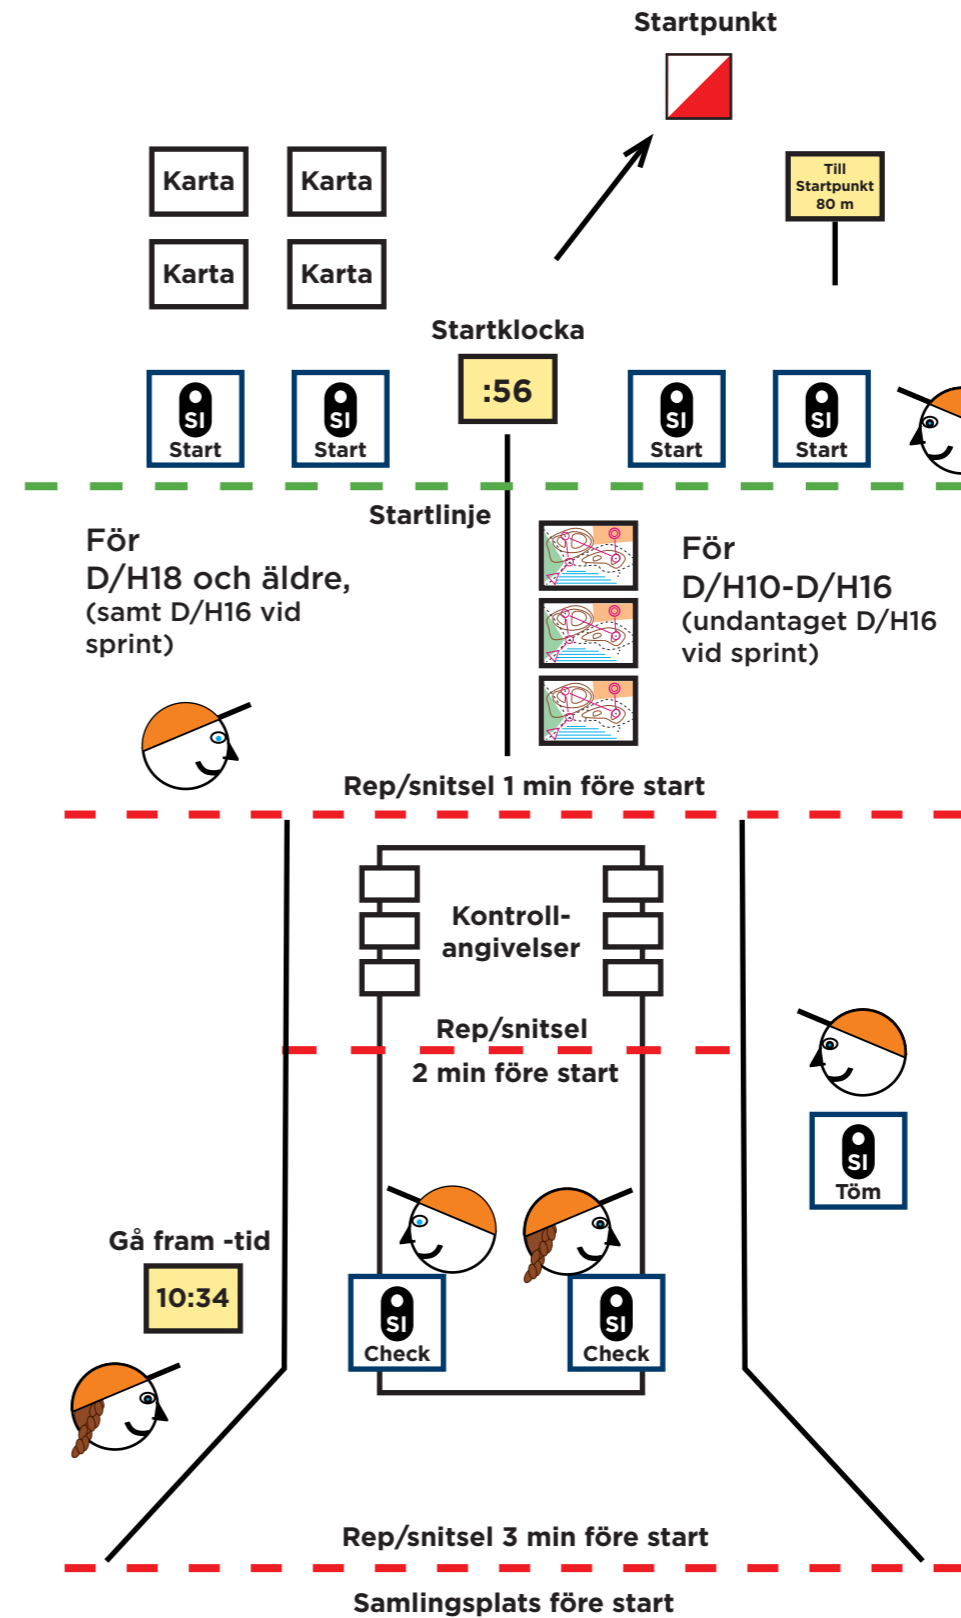 Startpunkt
Till
Startpunkt
80 m
Karta
Karta
Karta
Karta
Startklocka
:56
SI
Start
SI
Start
SI
Start
SI
Start
Startlinje
För
D/H18 och äldre,
(samt D/H16 vid
sprint)
För
D/H10-D/H16
(undantaget D/H16
vid sprint)
Rep/snitsel 1 min före start
Kontroll-
angivelser
Rep/snitsel
2 min före start
SI
Töm
Gå fram -tid
10:34
SI
Check
SI
Check
Rep/snitsel 3 min före start
Samlingsplats före start